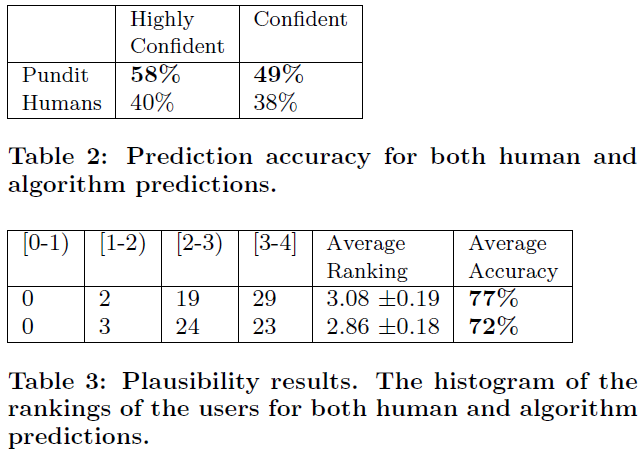 Highly Confident
Confident
Pundit 58% 49%
Humans 40% 38%
Table 2: Prediction accuracy for both human and
algorithm predictions.
[0-1) [1-2) [2-3) [3-4] Average Ranking Average Accuracy
0 2 19 29 3.08 ±0.19 77%
0 3 24 23 2.86 ±0.18 72%
Table 3: Plausibility results. The histogram of the
rankings of the users for both human and algorithm
predictions.